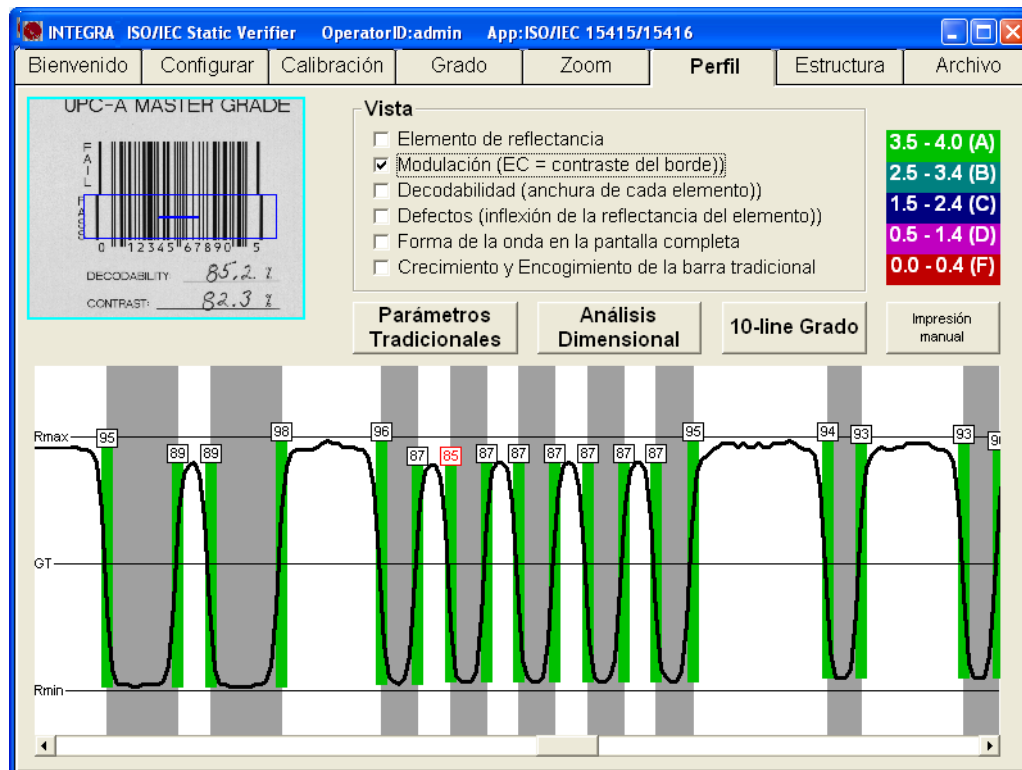 INTEGRA ISO/IEC Static Verifier OperatorID:admin App:ISO/IEC 15415/15416
Bienvenido Configurar Calibración Grado Zoom Perfil Estructura Archivo
UPC-A MASTER GRADE
FAIL
PASS
0 12345 67890 5
DECODABILITY: 85.2 %
CONTRAST: 82.3 %
Vista
Elemento de reflectancia
Modulación (EC = contraste del borde))
Decodabilidad (anchura de cada elemento))
Defectos (inflexión de la reflectancia del elemento))
Forma de la onda en la pantalla completa
Crecimiento y Encogimiento de la barra tradicional
3.5 - 4.0 (A)
2.5 - 3.4 (B)
1.5 - 2.4 (C)
0.5 - 1.4 (D)
0.0 - 0.4 (F)
Parámetros
Tradicionales
Análisis
Dimensional
10-line Grado
Impresión
manual
Rmax 95 89 89 98 96 87 85 87 87 87 87 87 87 95 94 93 93
GT
Rmin